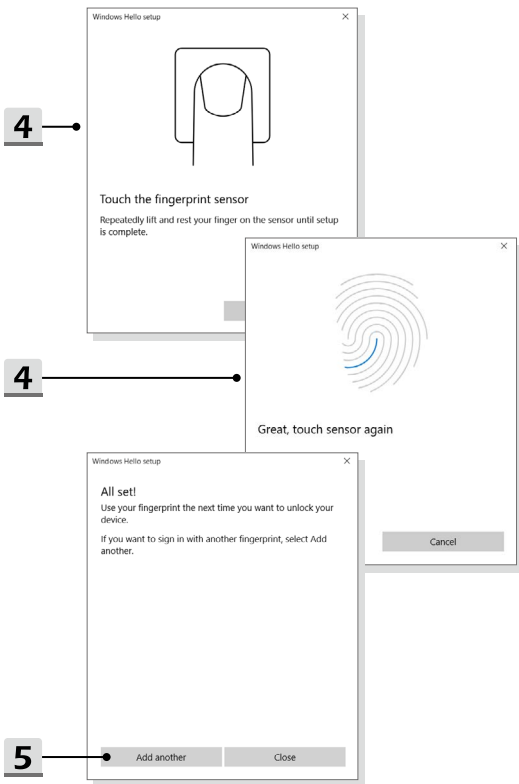 Windows Hello setup
4
Touch the fingerprint sensor
Repeatedly lift and rest your finger on the sensor until setup
is complete.
Windows Hello setup
4
Great, touch sensor again
Cancel
Windows Hello setup
All set!
Use your fingerprint the next time you want to unlock your
device.
If you want to sign in with another fingerprint, select Add
another.
5
Add another
Close